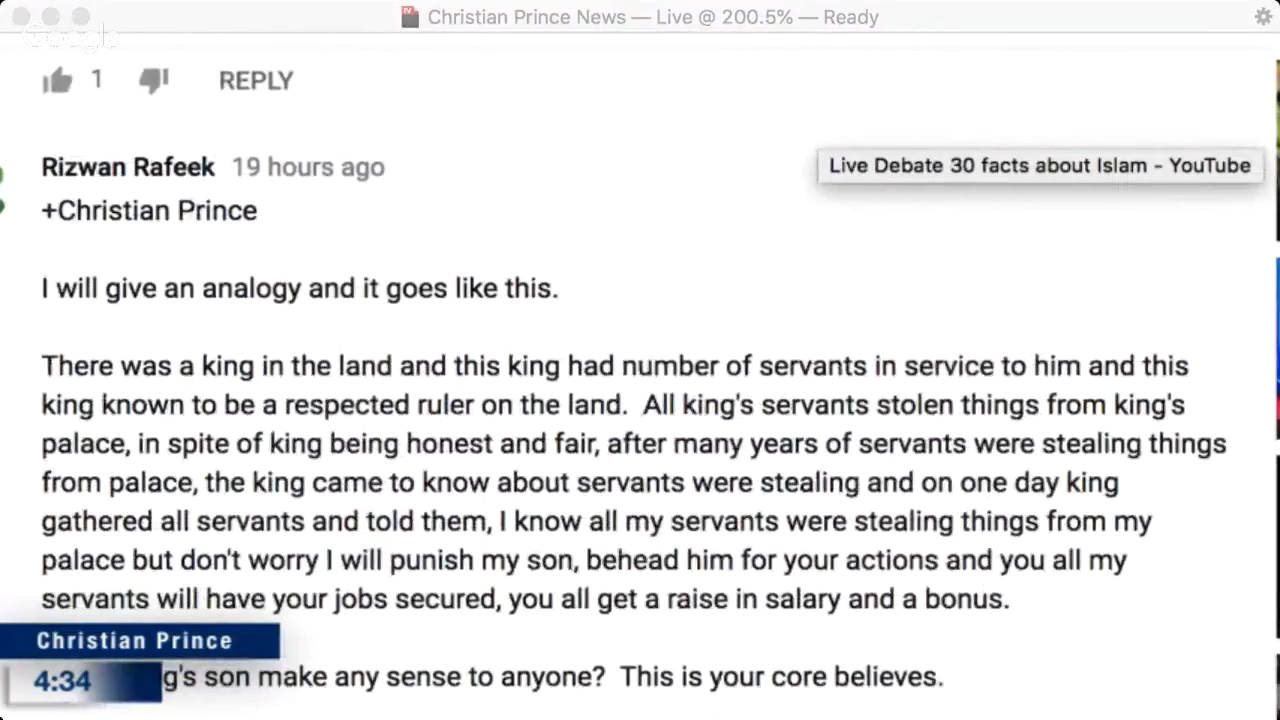 Christian Prince News — Live @ 200.5% — Ready
Google
1 REPLY
Rizwan Rafeek 19 hours ago
Live Debate 30 facts about Islam - YouTube
+Christian Prince
I will give an analogy and it goes like this.
There was a king in the land and this king had number of servants in service to him and this
king known to be a respected ruler on the land. All king's servants stolen things from king's
palace, in spite of king being honest and fair, after many years of servants were stealing things
from palace, the king came to know about servants were stealing and on one day king
gathered all servants and told them, I know all my servants were stealing things from my
palace but don't worry I will punish my son, behead him for your actions and you all my
servants will have your jobs secured, you all get a raise in salary and a bonus.
Christian Prince
4:34
g's son make any sense to anyone? This is your core believes.